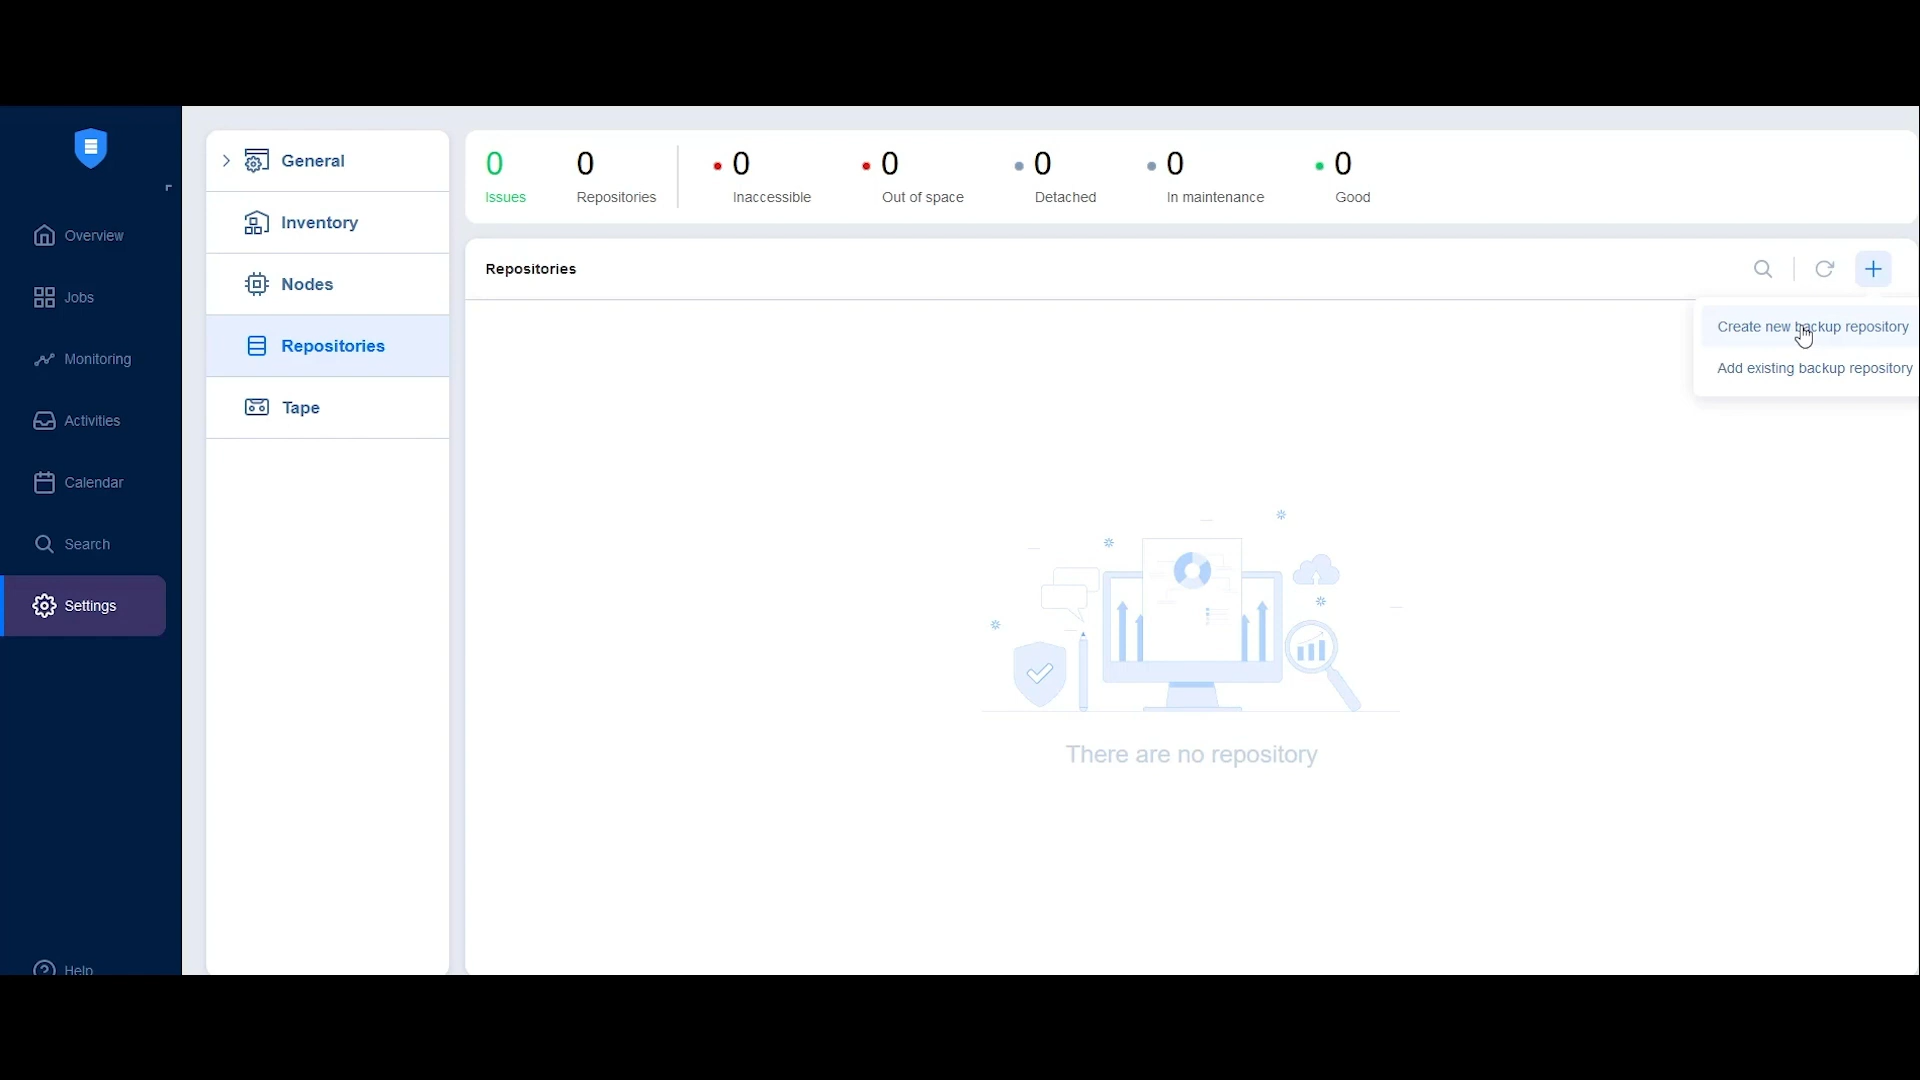 Overview
Jobs
Monitoring
Activities
Calendar
Search
Settings
Help
General
Inventory
Nodes
Repositories
Tape
0
Issues
0
Repositories
0
Inaccessible
0
Out of space
0
Detached
0
In maintenance
0
Good
Repositories
Create new backup repository
Add existing backup repository
There are no repository